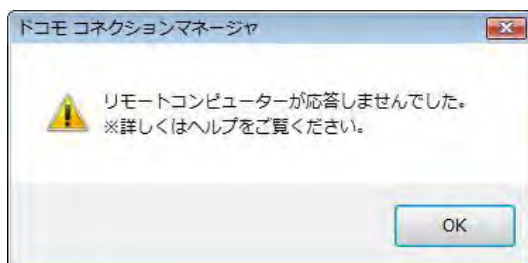 ドコモ コネクションマネージャ
リモートコンピューターが応答しませんでした。
※詳しくはヘルプをご覧ください。
OK